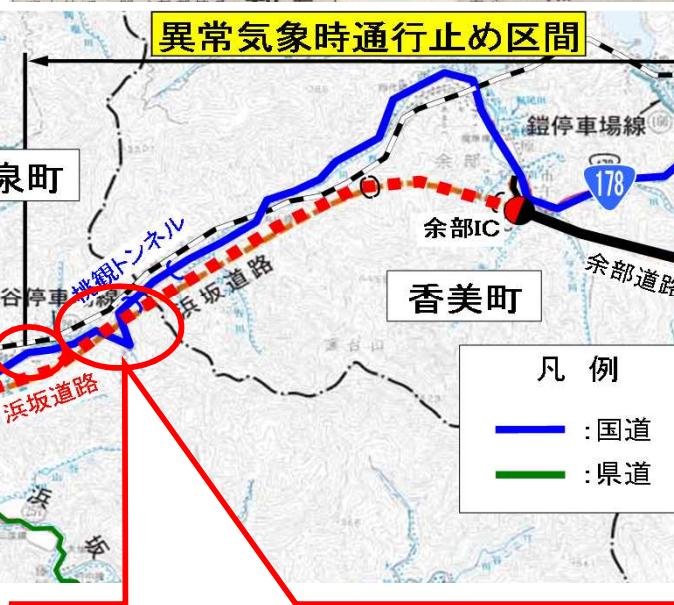 異常気象時通行止め区間
鎧停車場線
泉町
余部
178
余部IC
桃観トンネル
余部道路
谷停車場線
浜坂道路
香美町
浜坂道路
凡 例
:国道
:県道
浜
坂